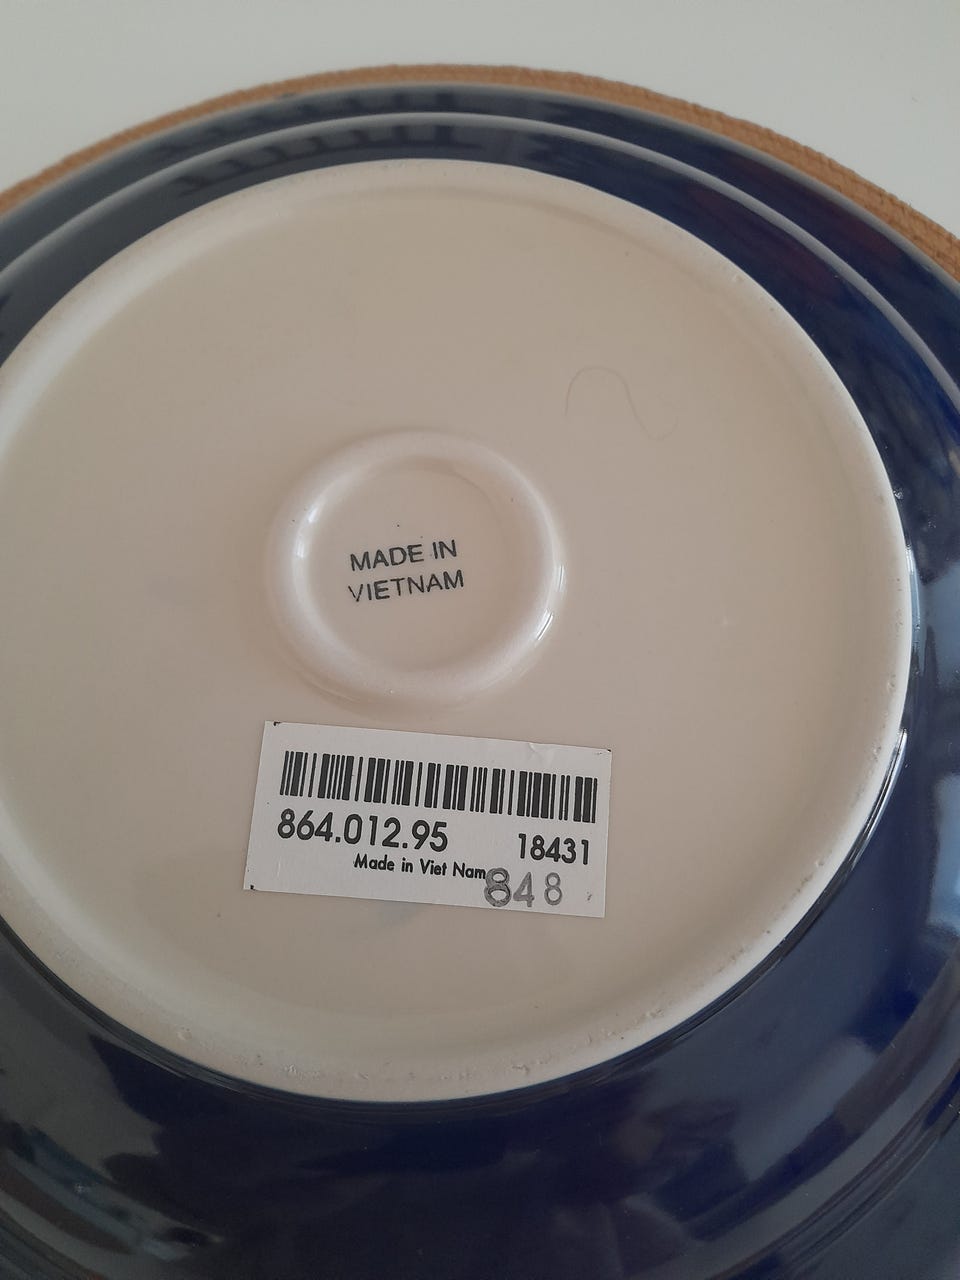 MADE IN
VIETNAM
864.012.95 18431
Made in Viet Nam
848